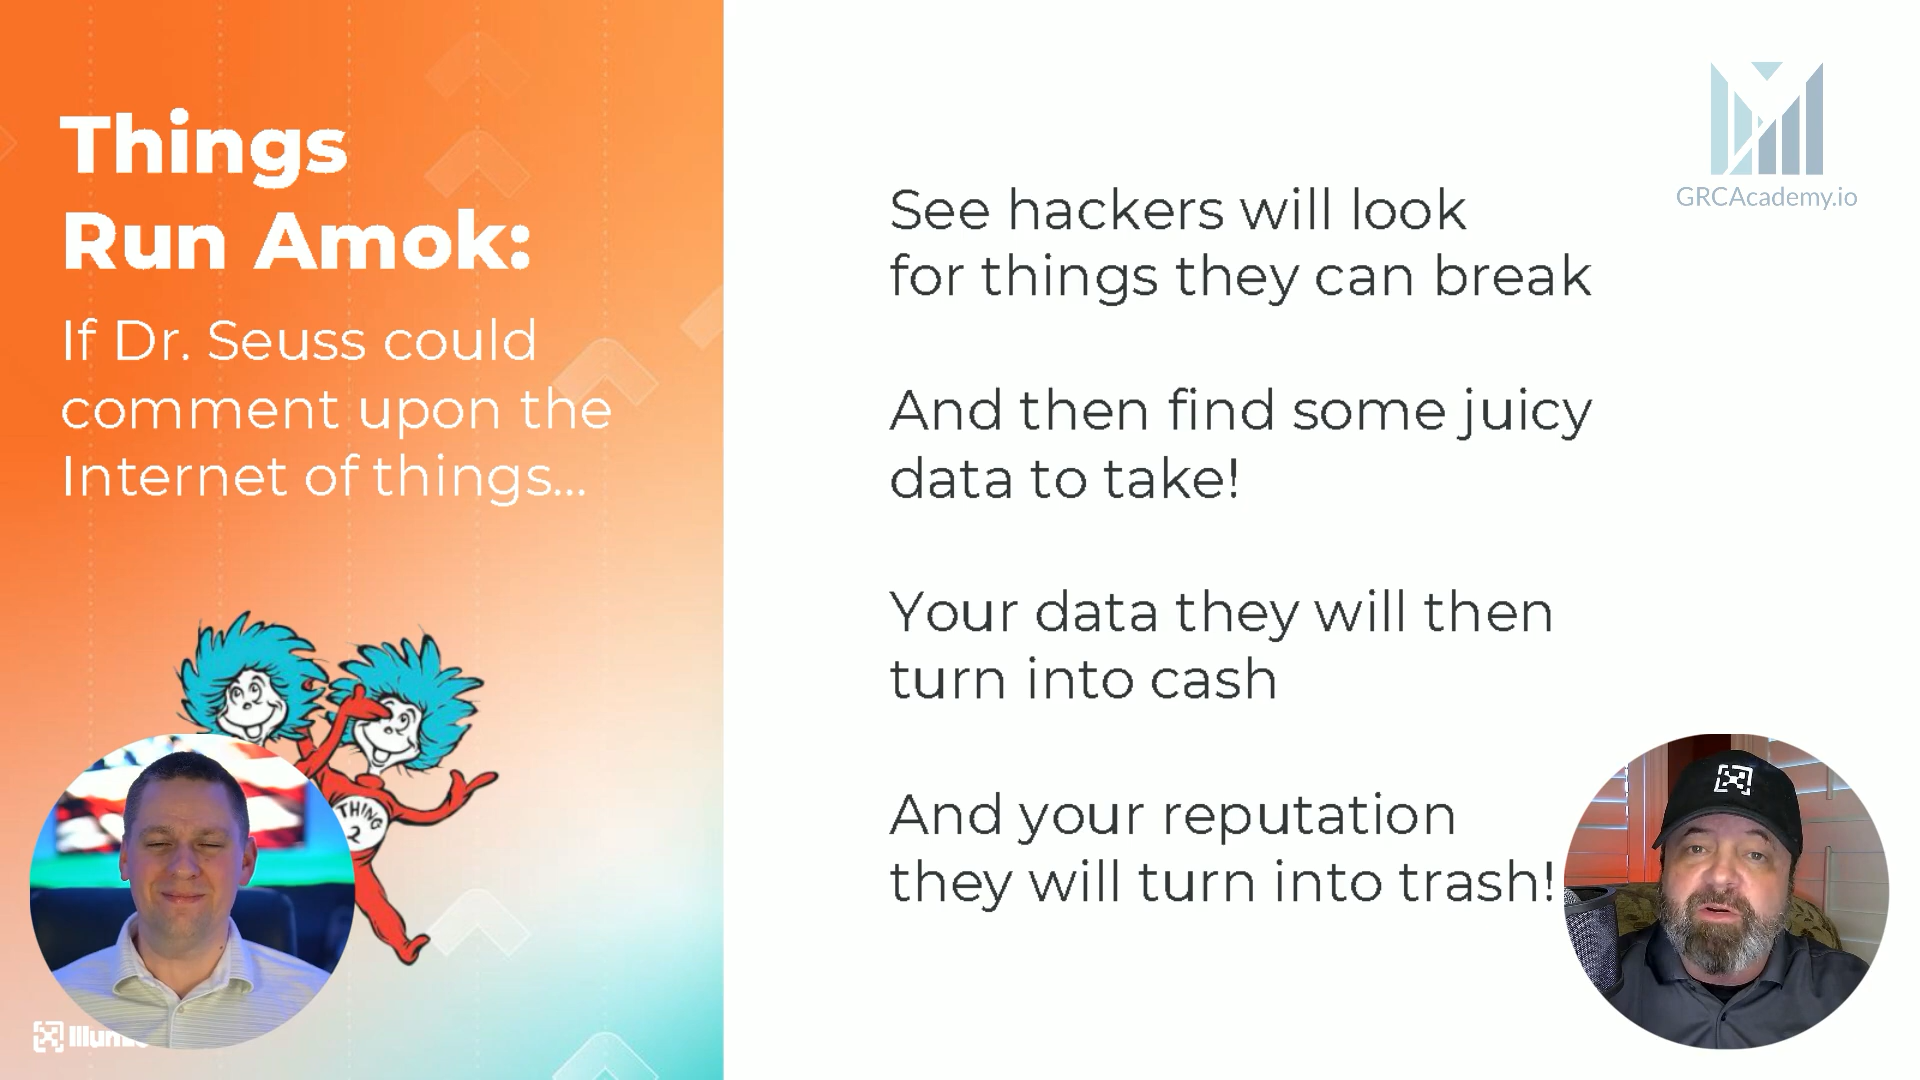 Things
Run Amok:
If Dr. Seuss could
comment upon the
Internet of things...
THING
2
See hackers will look
for things they can break
And then find some juicy
data to take!
Your data they will then
turn into cash
And your reputation
they will turn into trash!
GRCAcademy.io